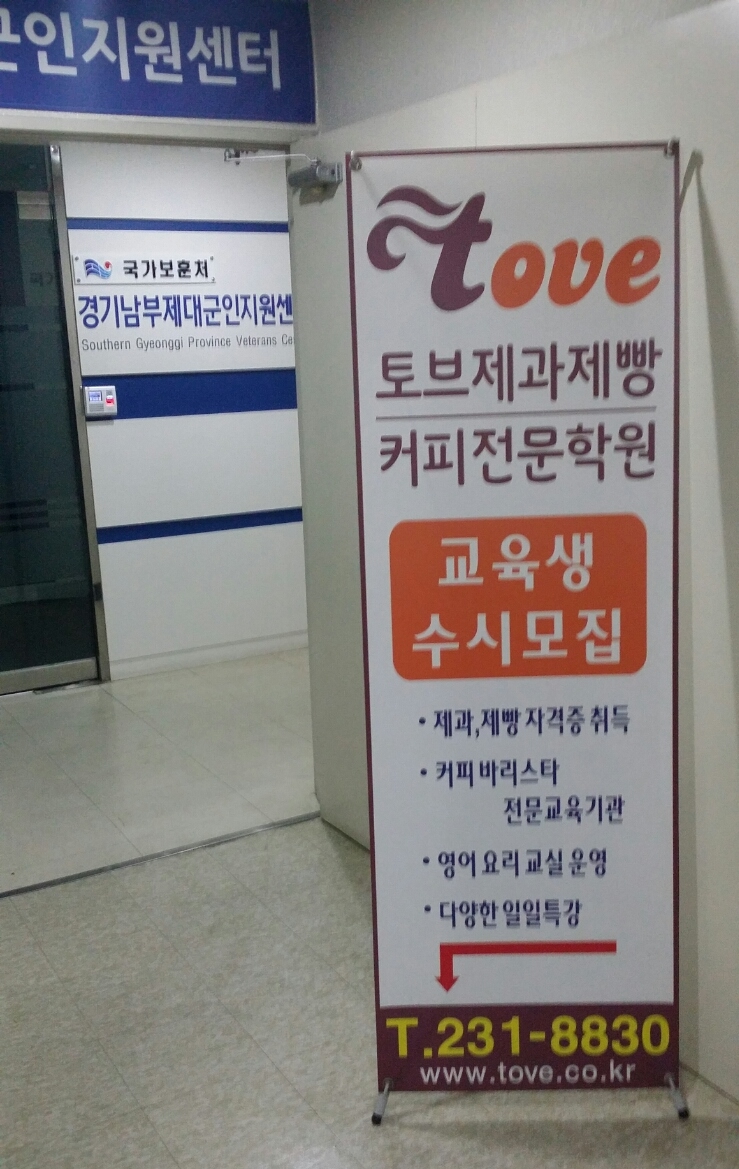 군인지원센터
국가보훈처
경기남부제대군인지원센
Southern Gyeonggi Province Veterans Ce
tove
토브제과제빵
커피전문학원
교육생
수시모집
• 제과,제빵 자격증 취득
• 커피 바리스타
전문교육기관
• 영어 요리 교실 운영
• 다양한 일일특강
T.231-8830
www.tove.co.kr